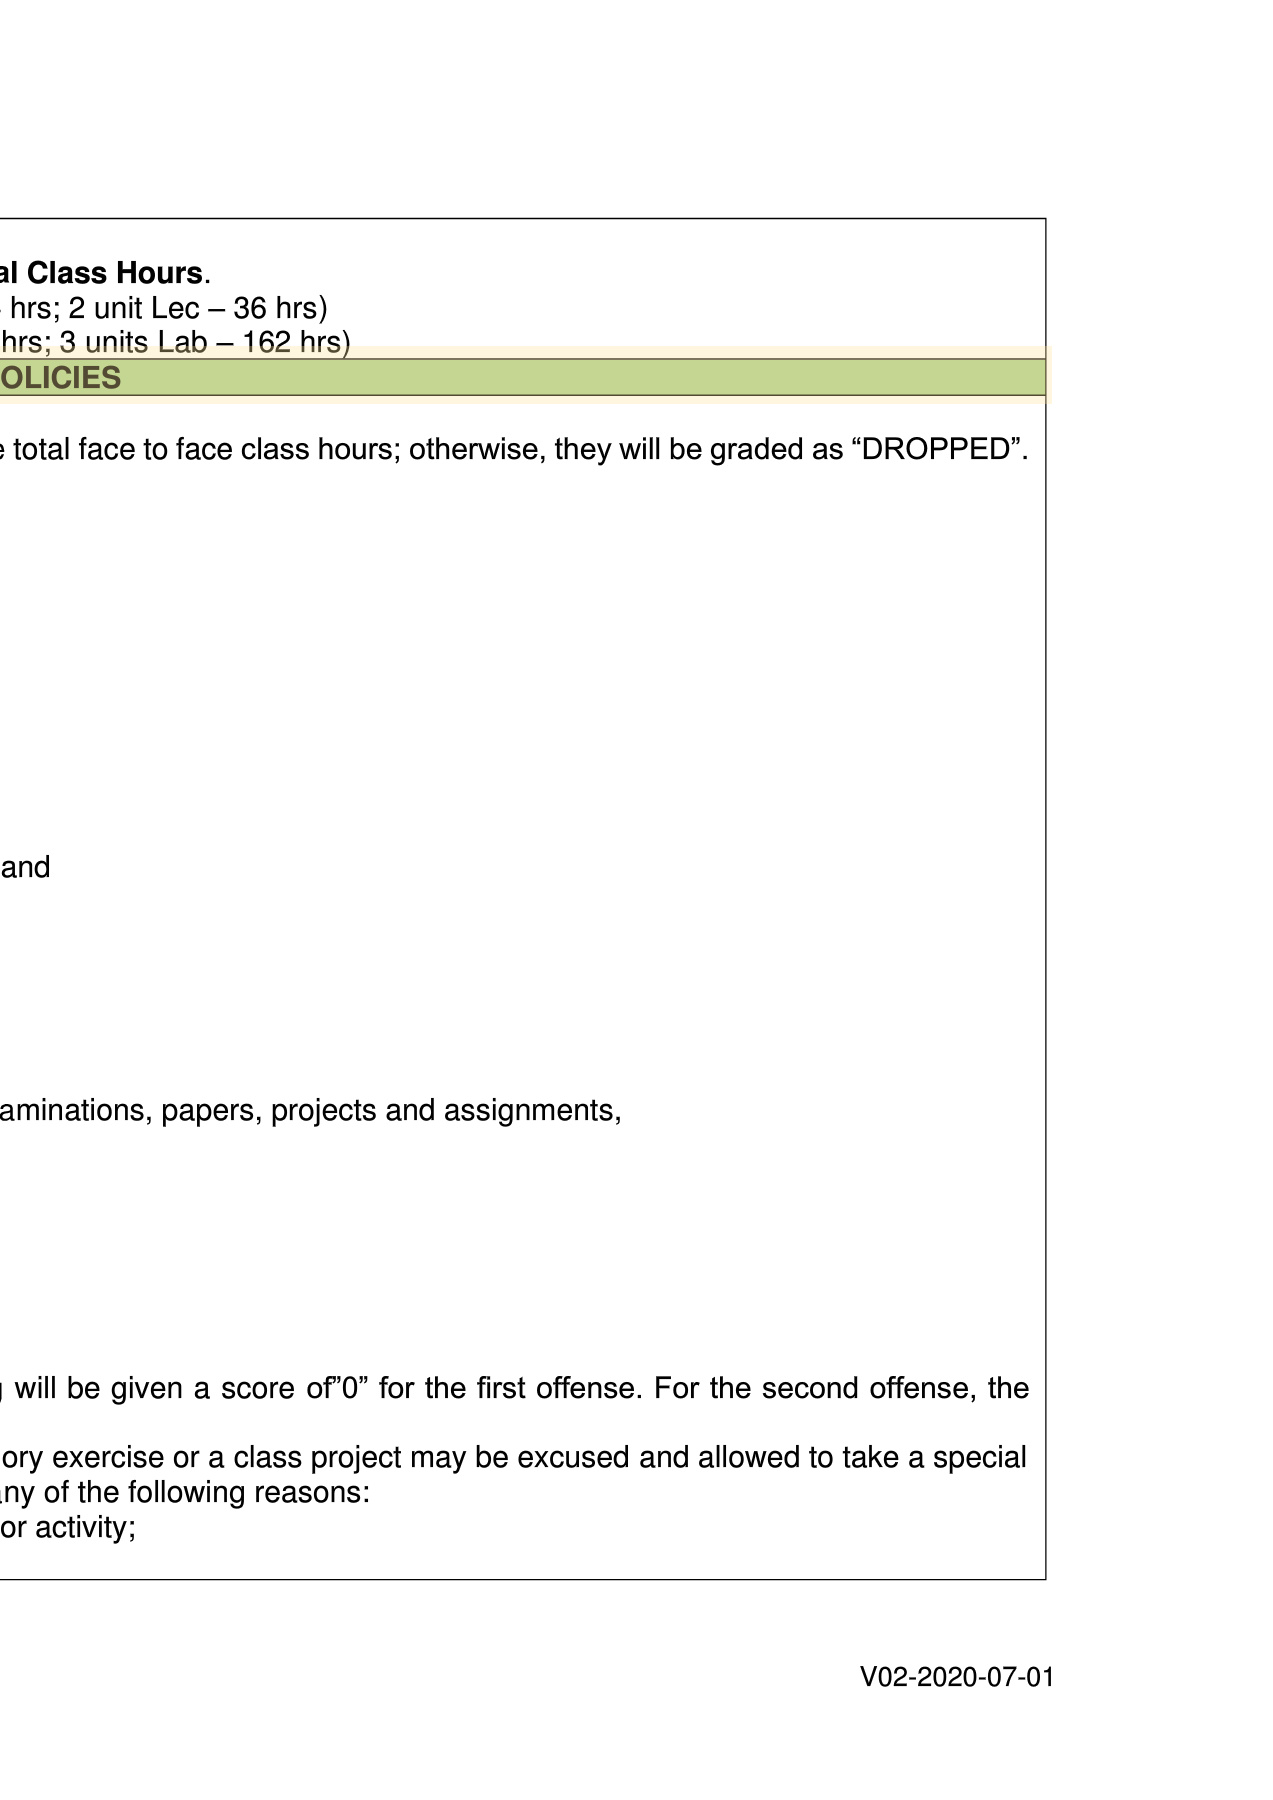 al Class Hours.
hrs; 2 unit Lec – 36 hrs)
hrs; 3 units Lab – 162 hrs)
OLICIES
e total face to face class hours; otherwise, they will be graded as “DROPPED”.
and
aminations, papers, projects and assignments,
will be given a score of”0” for the first offense. For the second offense, the
ory exercise or a class project may be excused and allowed to take a special
any of the following reasons:
or activity;
V02-2020-07-01